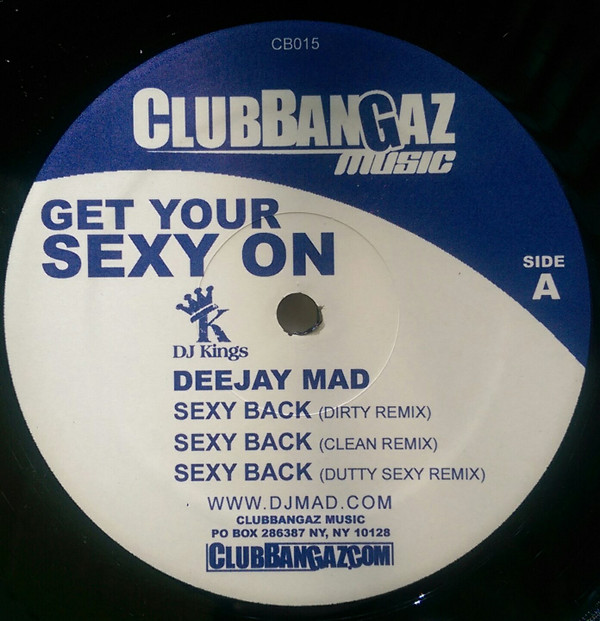 CB015
CLUBBANGAZ
MUSIC
GET YOUR
SEXY ON
SIDE
A
K
DJ Kings
DEEJAY MAD
SEXY BACK (DIRTY REMIX)
SEXY BACK (CLEAN REMIX)
SEXY BACK (DUTTY SEXY REMIX)
WWW.DJMAD.COM
CLUBBANGAZ MUSIC
PO BOX 286387 NY, NY 10128
CLUBBANGAZ.COM